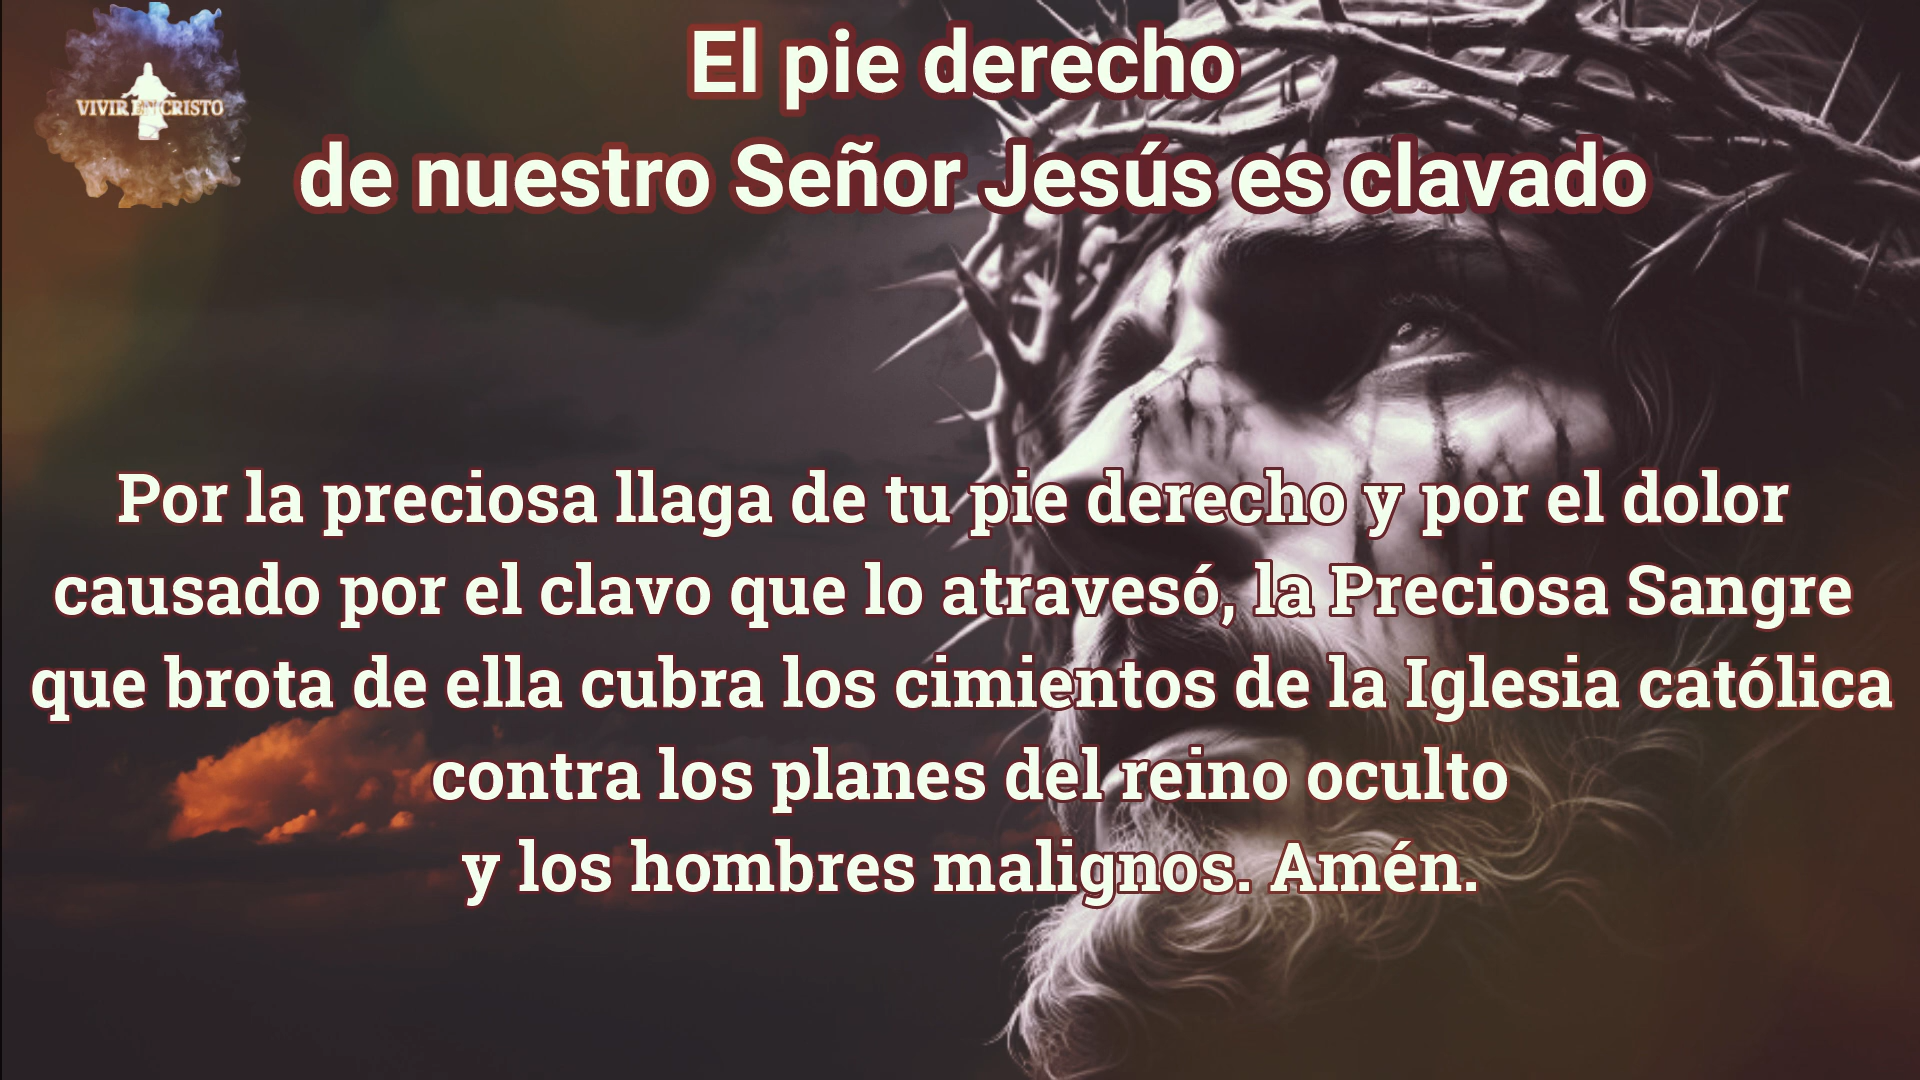 El pie derecho
de nuestro Señor Jesús es clavado
VIVIR EN CRISTO
Por la preciosa llaga de tu pie derecho y por el dolor
causado por el clavo que lo atravesó, la Preciosa Sangre
que brota de ella cubra los cimientos de la Iglesia católica
contra los planes del reino oculto
y los hombres malignos. Amén.